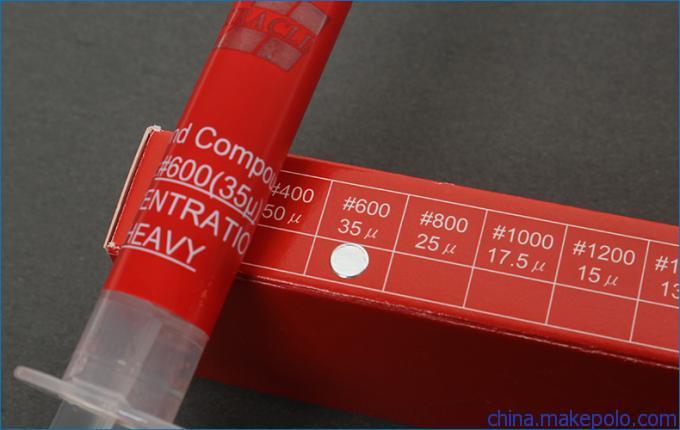 nd Compou
#600(35μ)
ENTRATIO
HEAVY
#400
50 μ
#600
35 μ
#800
25 μ
#1000
17.5 μ
#1200
15 μ
china.makepolo.com